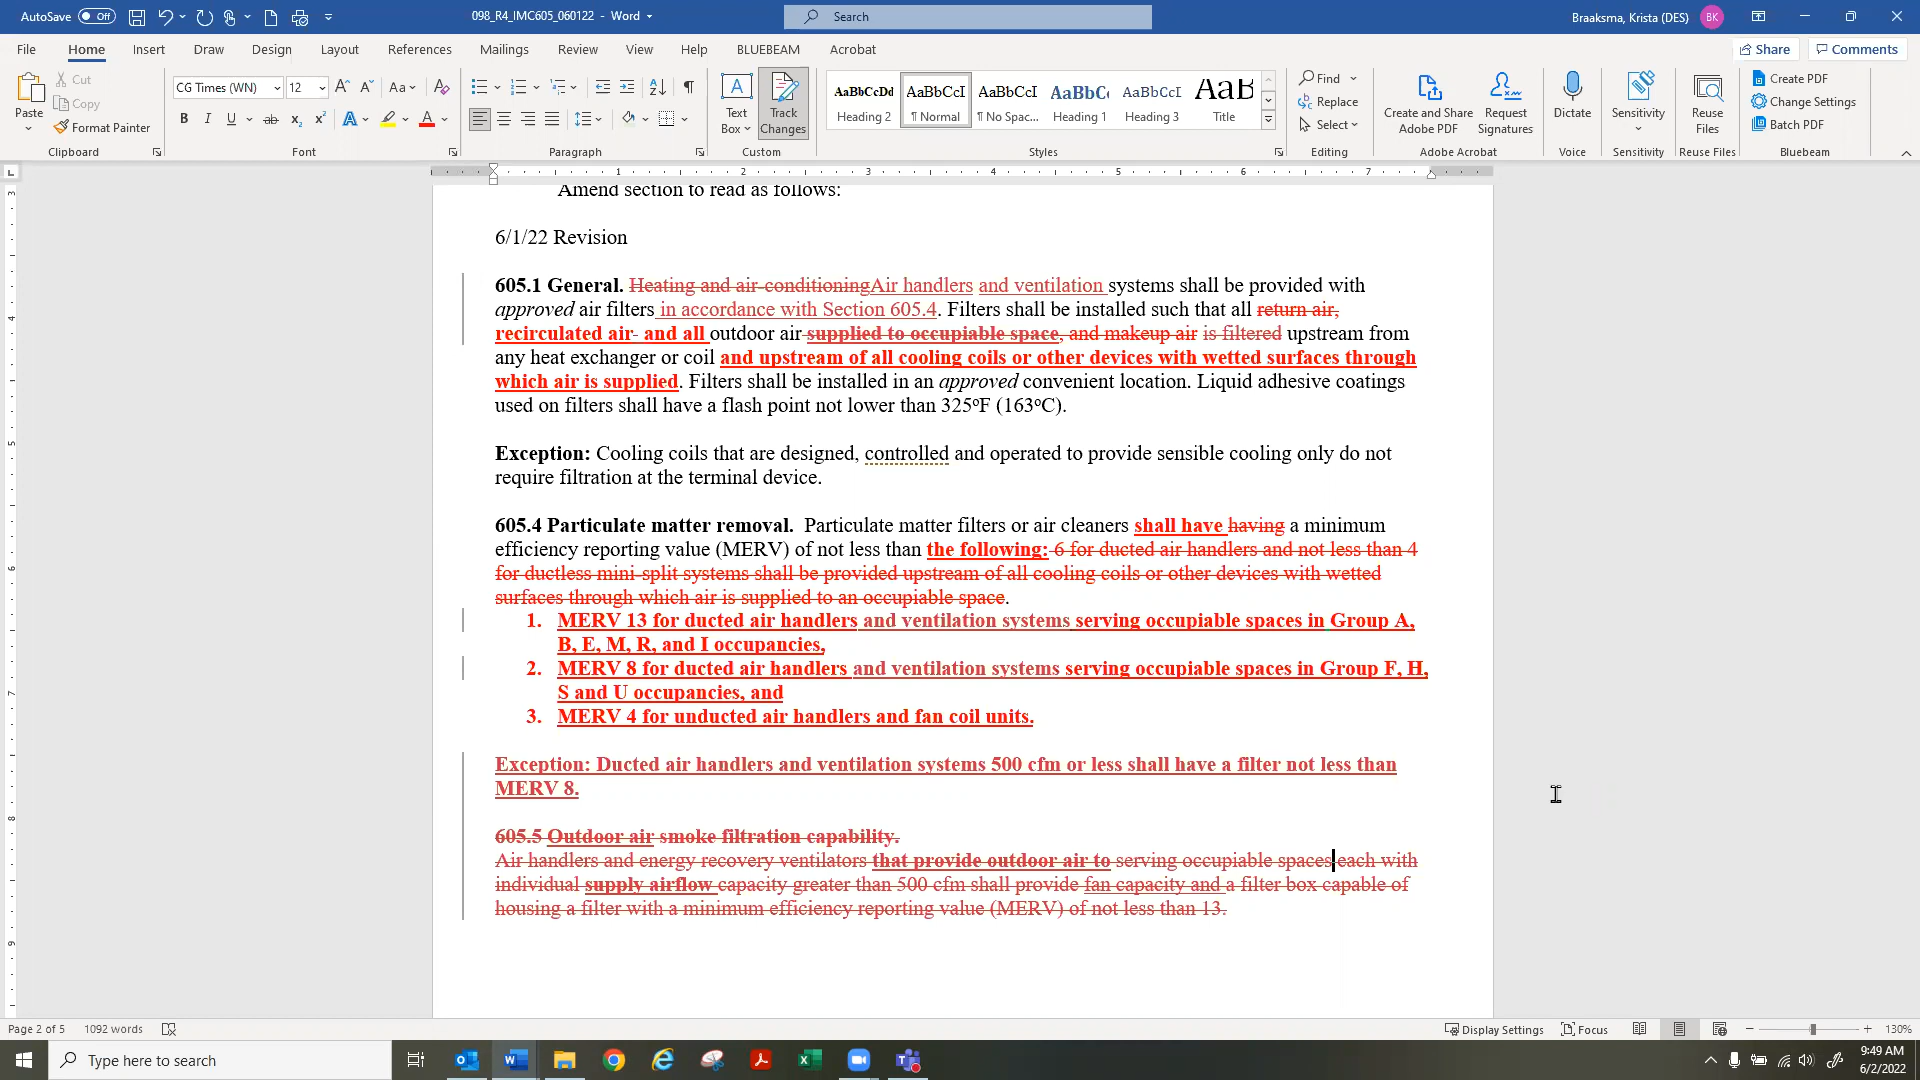 AutoSave Off 098_R4_IMC605_060122 - Word Search Braaksma, Krista (DES) BK
File Home Insert Draw Design Layout References Mailings Review View Help BLUEBEAM Acrobat Share Comments
Paste Cut Copy Format Painter
CG Times (WN) 12
Text Box Track Changes
AaBbCcDd AaBbCcI AaBbCcI AaBbC AaBbCcI AaB
Heading 2 ¶ Normal ¶ No Spac... Heading 1 Heading 3 Title
Find Replace Select
Create and Share Adobe PDF Request Signatures Dictate Sensitivity Reuse Files
Create PDF
Change Settings
Batch PDF
Clipboard Font Paragraph Custom Styles Editing Adobe Acrobat Voice Sensitivity Reuse Files Bluebeam
1 2 3 4 5 6 7
Amend section to read as follows:
6/1/22 Revision
605.1 General. Heating and air-conditioningAir handlers and ventilation systems shall be provided with
approved air filters in accordance with Section 605.4. Filters shall be installed such that all return air,
recirculated air- and all outdoor air supplied to occupiable space, and makeup air is filtered upstream from
any heat exchanger or coil and upstream of all cooling coils or other devices with wetted surfaces through
which air is supplied. Filters shall be installed in an approved convenient location. Liquid adhesive coatings
used on filters shall have a flash point not lower than 325ºF (163ºC).
Exception: Cooling coils that are designed, controlled and operated to provide sensible cooling only do not
require filtration at the terminal device.
605.4 Particulate matter removal. Particulate matter filters or air cleaners shall have having a minimum
efficiency reporting value (MERV) of not less than the following: 6 for ducted air handlers and not less than 4
for ductless mini-split systems shall be provided upstream of all cooling coils or other devices with wetted
surfaces through which air is supplied to an occupiable space.
1. MERV 13 for ducted air handlers and ventilation systems serving occupiable spaces in Group A,
B, E, M, R, and I occupancies,
2. MERV 8 for ducted air handlers and ventilation systems serving occupiable spaces in Group F, H,
S and U occupancies, and
3. MERV 4 for unducted air handlers and fan coil units.
Exception: Ducted air handlers and ventilation systems 500 cfm or less shall have a filter not less than
MERV 8.
605.5 Outdoor air smoke filtration capability.
Air handlers and energy recovery ventilators that provide outdoor air to serving occupiable spaces each with
individual supply airflow capacity greater than 500 cfm shall provide fan capacity and a filter box capable of
housing a filter with a minimum efficiency reporting value (MERV) of not less than 13.
Page 2 of 5 1092 words Display Settings Focus 130%
Type here to search 9:49 AM
6/2/2022